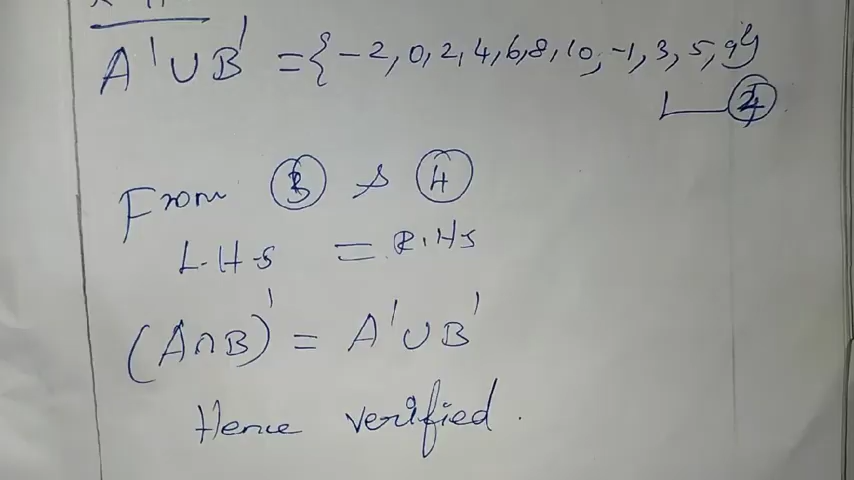 A' ∪ B' = {-2, 0, 2, 4, 6, 8, 10, -1, 3, 5, 9}
4
From 3 & 4
L.H.S = R.H.S
(A∩B)' = A' ∪ B'
Hence verified.